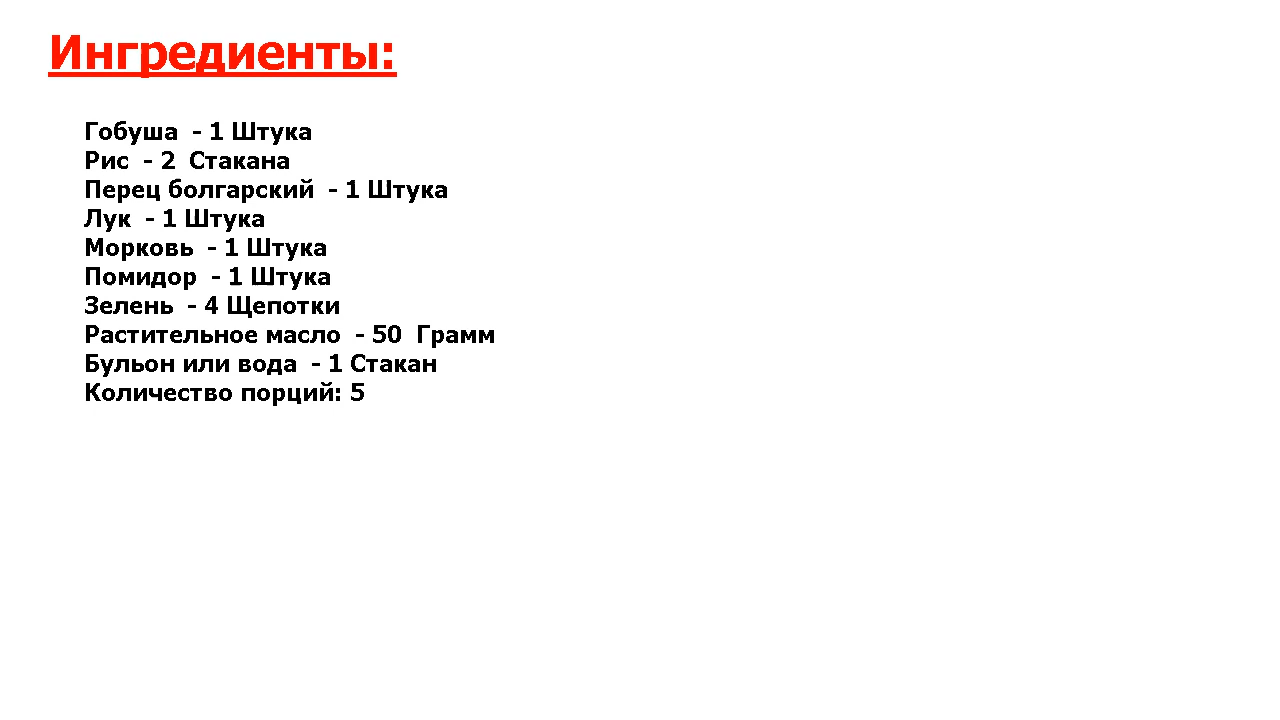 Ингредиенты:
Гобуша - 1 Штука
Рис - 2 Стакана
Перец болгарский - 1 Штука
Лук - 1 Штука
Морковь - 1 Штука
Помидор - 1 Штука
Зелень - 4 Щепотки
Растительное масло - 50 Грамм
Бульон или вода - 1 Стакан
Количество порций: 5